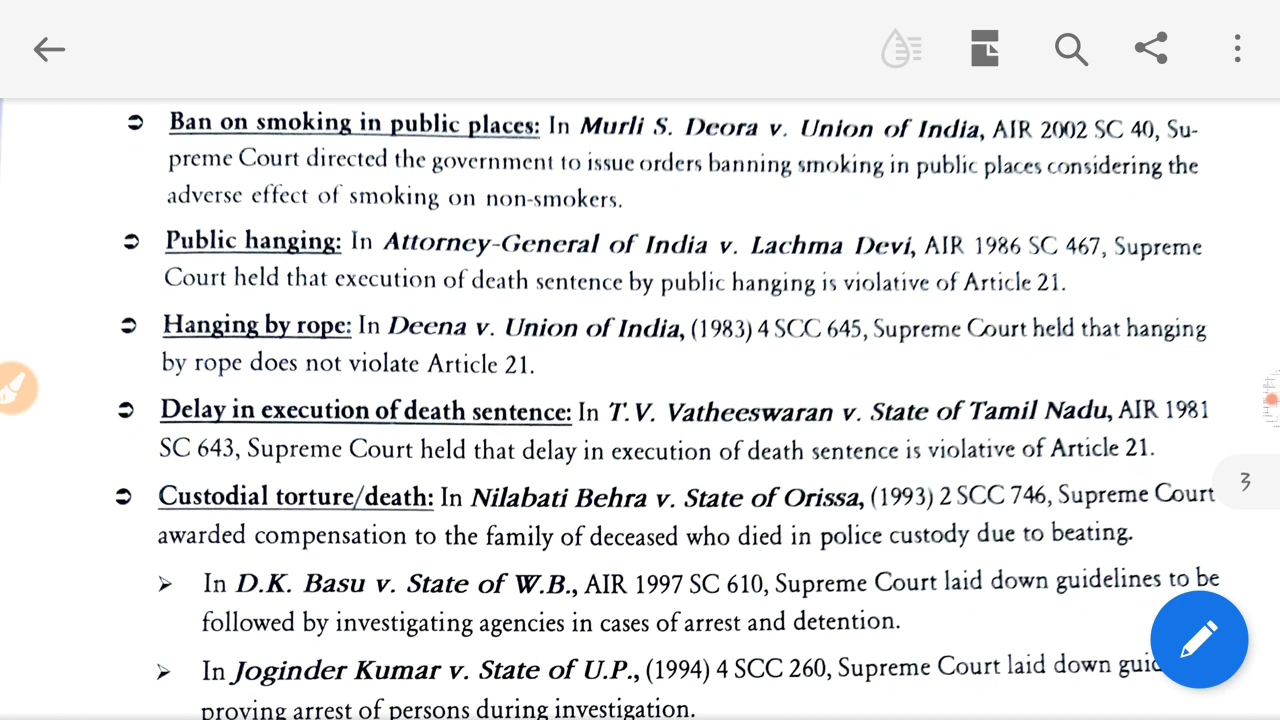 ➲ Ban on smoking in public places: In Murli S. Deora v. Union of India, AIR 2002 SC 40, Su-
preme Court directed the government to issue orders banning smoking in public places considering the
adverse effect of smoking on non-smokers.
➲ Public hanging: In Attorney-General of India v. Lachma Devi, AIR 1986 SC 467, Supreme
Court held that execution of death sentence by public hanging is violative of Article 21.
➲ Hanging by rope: In Deena v. Union of India, (1983) 4 SCC 645, Supreme Court held that hanging
by rope does not violate Article 21.
➲ Delay in execution of death sentence: In T.V. Vatheeswaran v. State of Tamil Nadu, AIR 1981
SC 643, Supreme Court held that delay in execution of death sentence is violative of Article 21.
3
➲ Custodial torture/death: In Nilabati Behra v. State of Orissa, (1993) 2 SCC 746, Supreme Court
awarded compensation to the family of deceased who died in police custody due to beating.
➢ In D.K. Basu v. State of W.B., AIR 1997 SC 610, Supreme Court laid down guidelines to be
followed by investigating agencies in cases of arrest and detention.
➢ In Joginder Kumar v. State of U.P., (1994) 4 SCC 260, Supreme Court laid down
proving arrest of persons during investigation.